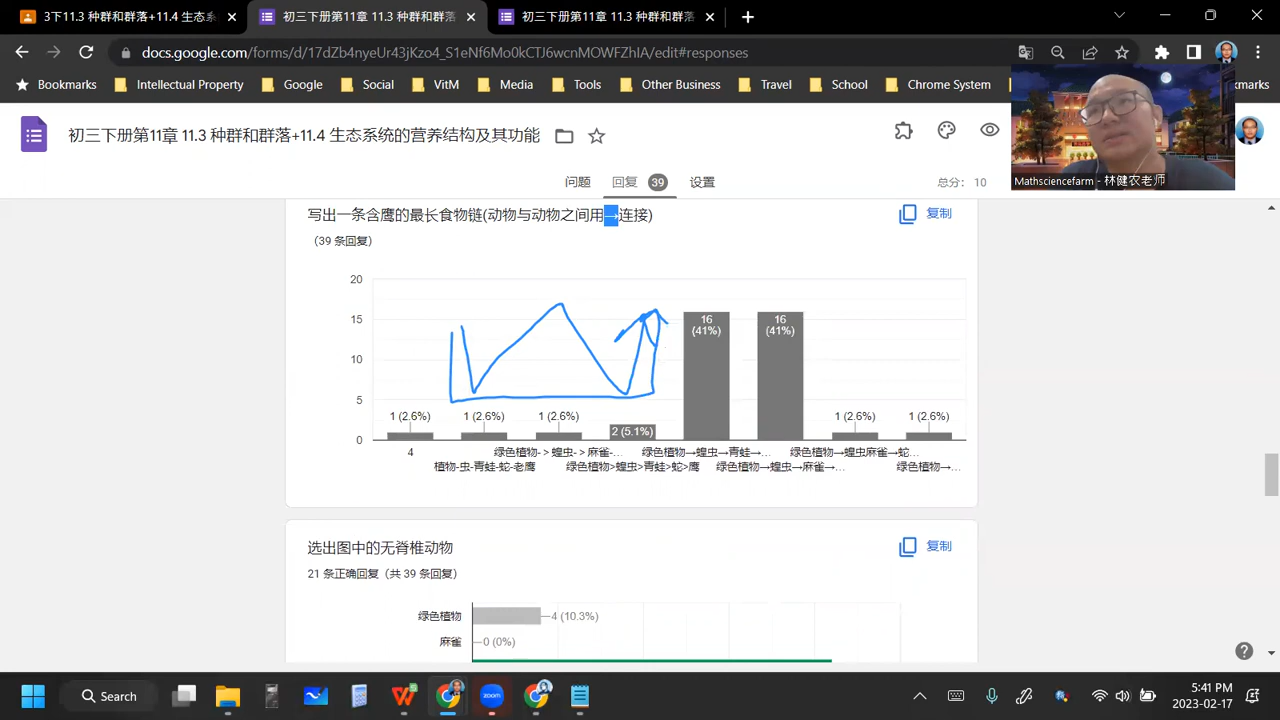 3下11.3 种群和群落+11.4 生态系
初三下册第11章 11.3 种群和群落
初三下册第11章 11.3 种群和群落
docs.google.com/forms/d/17dZb4nyeUr43jKzo4_S1eNf6Mo0kCTJ6wcnMOWFZhIA/edit#responses
Bookmarks Intellectual Property Google Social VitM Media Tools Other Business Travel School Chrome System
marks
初三下册第11章 11.3 种群和群落+11.4 生态系统的营养结构及其功能
Mathsciencefarm - 林健农老师
问题 回复 39 设置 总分: 10
写出一条含鹰的最长食物链(动物与动物之间用→连接)
复制
(39 条回复)
20
15
10
5
0
1 (2.6%) 1 (2.6%) 1 (2.6%) 2 (5.1%) 16 (41%) 16 (41%) 1 (2.6%) 1 (2.6%)
4 绿色植物- > 蝗虫- > 麻雀-… 绿色植物→蝗虫→青蛙→… 绿色植物→蝗虫麻雀→蛇…
植物-虫-青蛙-蛇-老鹰 绿色植物>蝗虫>青蛙>蛇>鹰 绿色植物→蝗虫→麻雀→… 绿色植物→…
选出图中的无脊椎动物
复制
21 条正确回复（共 39 条回复)
绿色植物 4 (10.3%)
麻雀 0 (0%)
Search
zoom
5:41 PM
2023-02-17